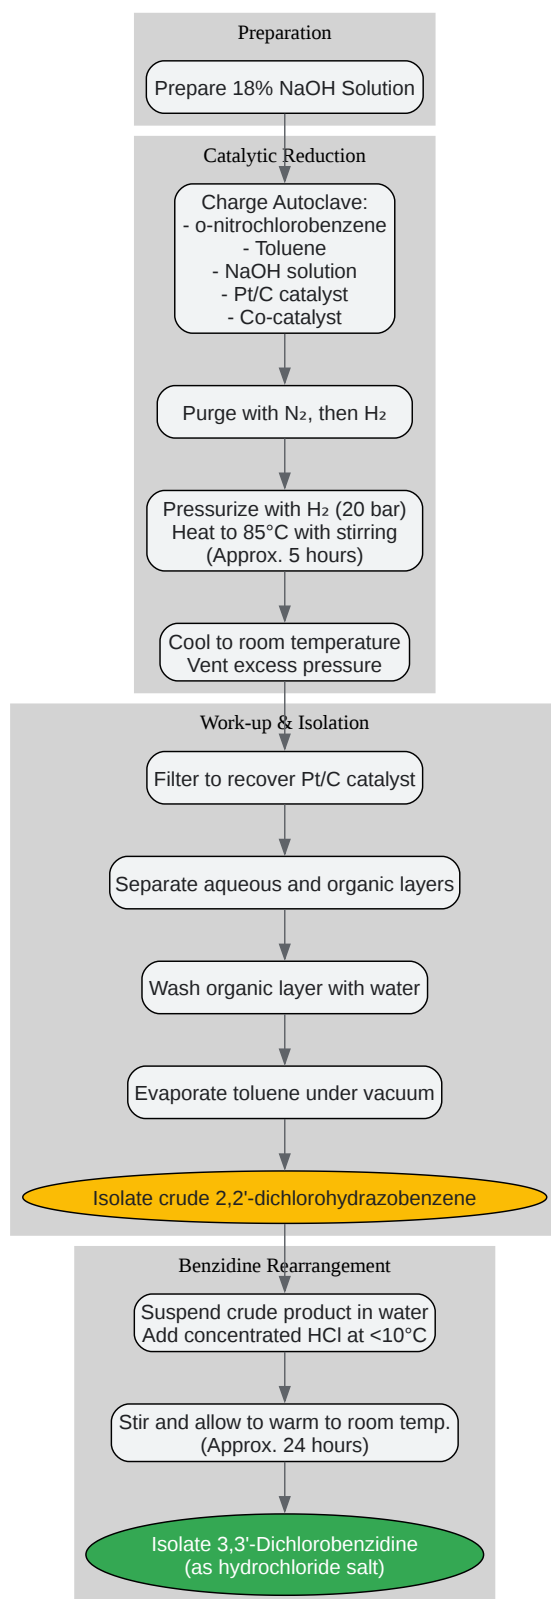 Preparation
Prepare 18% NaOH Solution
Catalytic Reduction
Charge Autoclave:
- o-nitrochlorobenzene
- Toluene
- NaOH solution
- Pt/C catalyst
- Co-catalyst
Purge with N₂, then H₂
Pressurize with H₂ (20 bar)
Heat to 85°C with stirring
(Approx. 5 hours)
Cool to room temperature
Vent excess pressure
Work-up & Isolation
Filter to recover Pt/C catalyst
Separate aqueous and organic layers
Wash organic layer with water
Evaporate toluene under vacuum
Isolate crude 2,2'-dichlorohydrazobenzene
Benzidine Rearrangement
Suspend crude product in water
Add concentrated HCl at <10°C
Stir and allow to warm to room temp.
(Approx. 24 hours)
Isolate 3,3'-Dichlorobenzidine
(as hydrochloride salt)